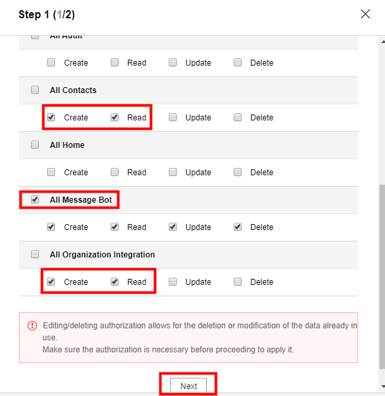 Step 1 (1/2)
All Audit
Create Read Update Delete
All Contacts
Create Read Update Delete
All Home
Create Read Update Delete
All Message Bot
Create Read Update Delete
All Organization Integration
Create Read Update Delete
Editing/deleting authorization allows for the deletion or modification of the data already in
use.
Make sure the authorization is necessary before proceeding to apply it.
Next